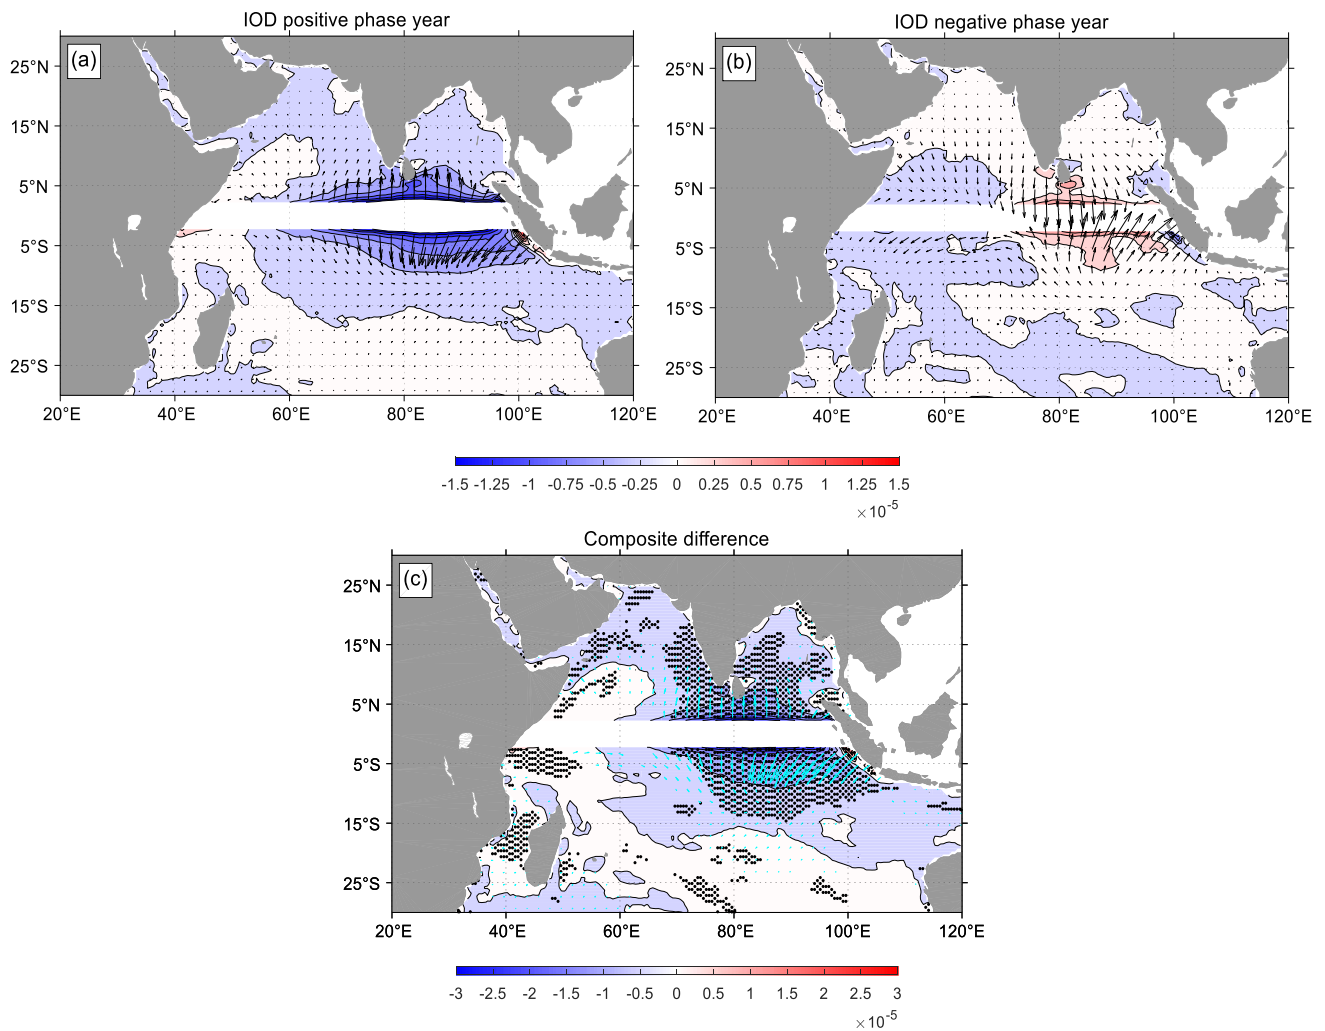 IOD positive phase year
IOD negative phase year
(a)
25°N
15°N
5°N
5°S
15°S
25°S
20°E 40°E 60°E 80°E 100°E 120°E
(b)
25°N
15°N
5°N
5°S
15°S
25°S
20°E 40°E 60°E 80°E 100°E 120°E
-1.5 -1.25 -1 -0.75 -0.5 -0.25 0 0.25 0.5 0.75 1 1.25 1.5
×10⁻⁵
Composite difference
(c)
25°N
15°N
5°N
5°S
15°S
25°S
20°E 40°E 60°E 80°E 100°E 120°E
-3 -2.5 -2 -1.5 -1 -0.5 0 0.5 1 1.5 2 2.5 3
×10⁻⁵